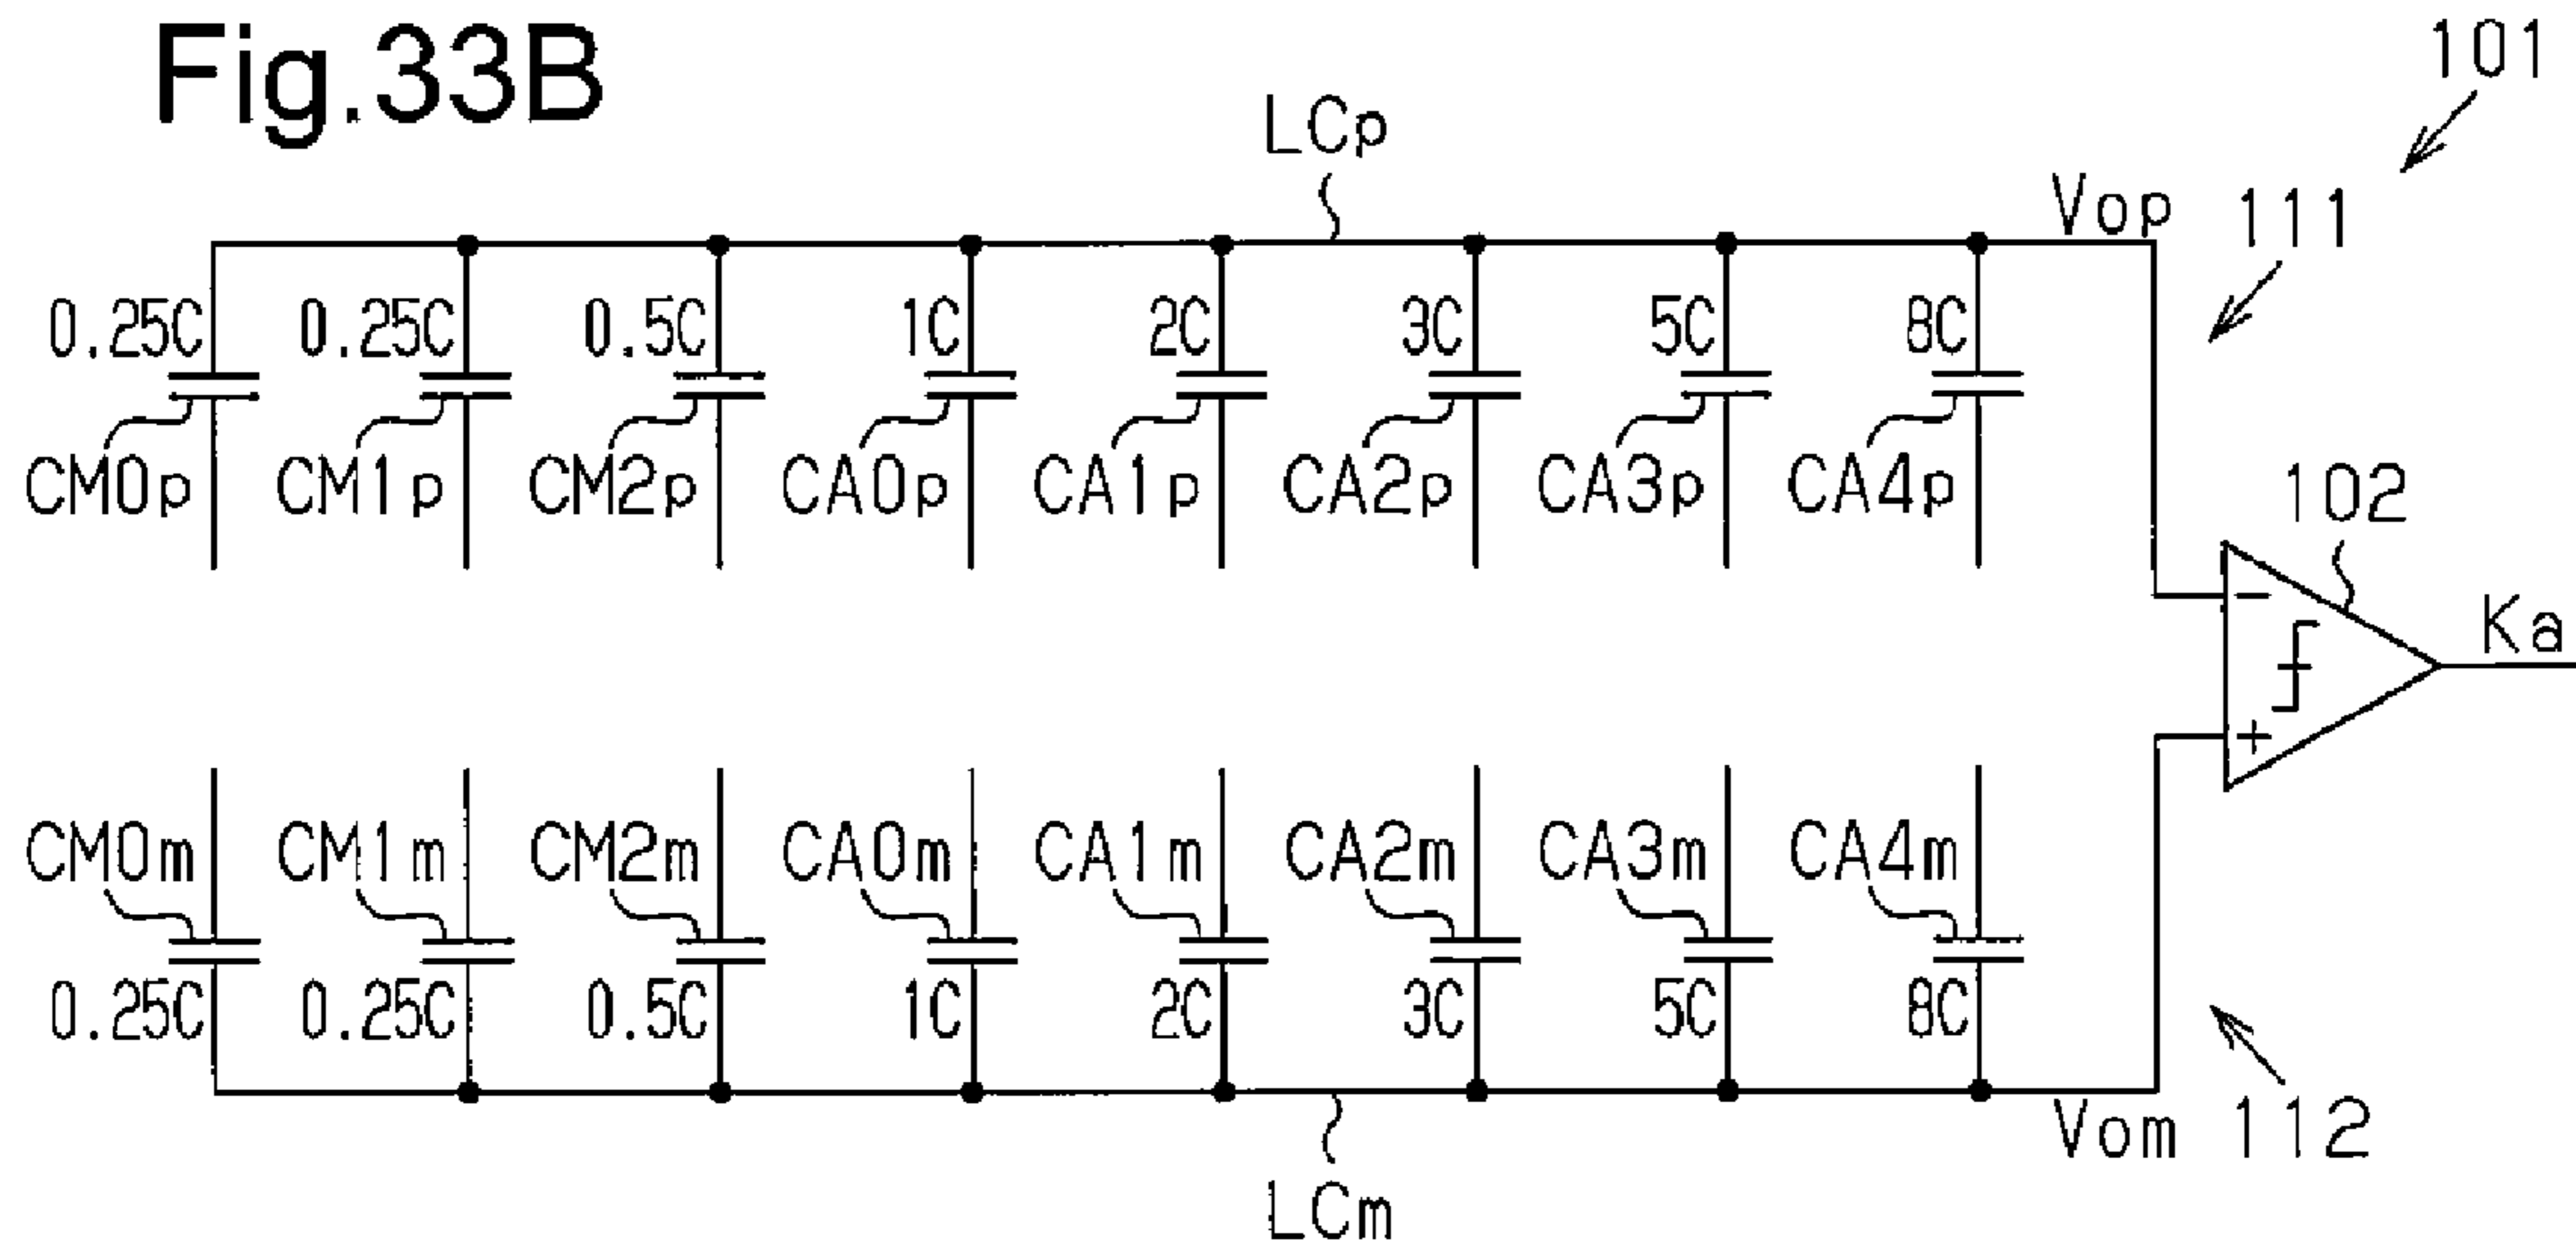 Fig.33B
101
LCp
Vop
111
0.25C 0.25C 0.5C 1C 2C 3C 5C 8C
CM0p CM1p CM2p CA0p CA1p CA2p CA3p CA4p
102
−
Ka
+
CM0m CM1m CM2m CA0m CA1m CA2m CA3m CA4m
0.25C 0.25C 0.5C 1C 2C 3C 5C 8C
Vom 112
LCm